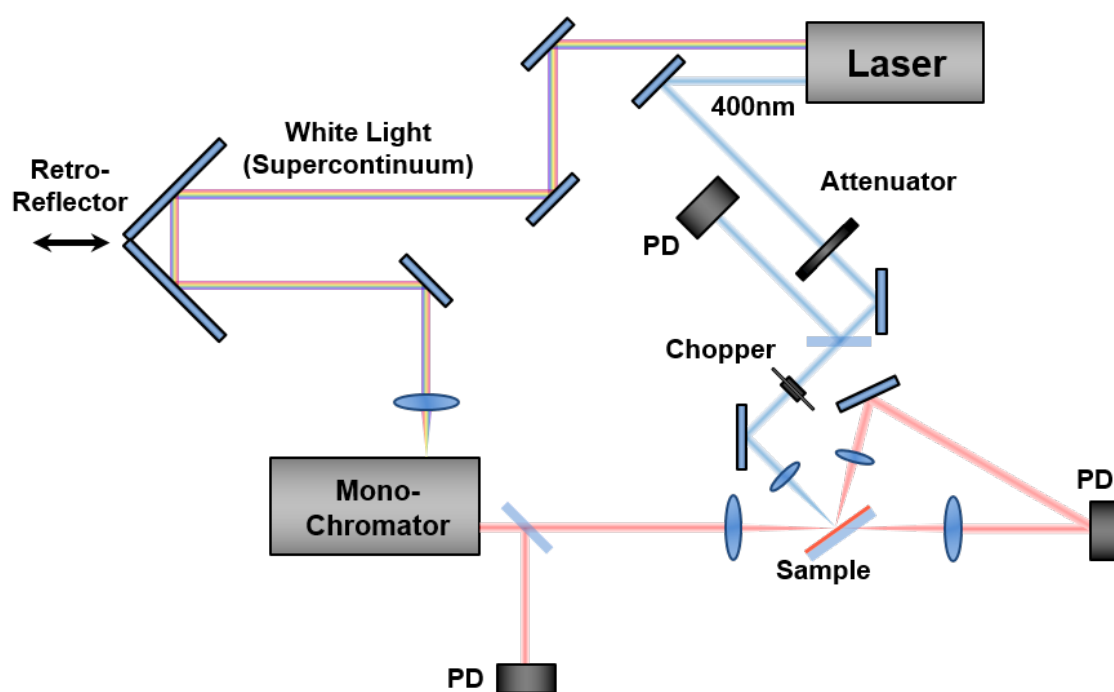 Laser
400nm
White Light
(Supercontinuum)
Retro-
Reflector
Attenuator
PD
Chopper
Mono-
Chromator
PD
Sample
PD